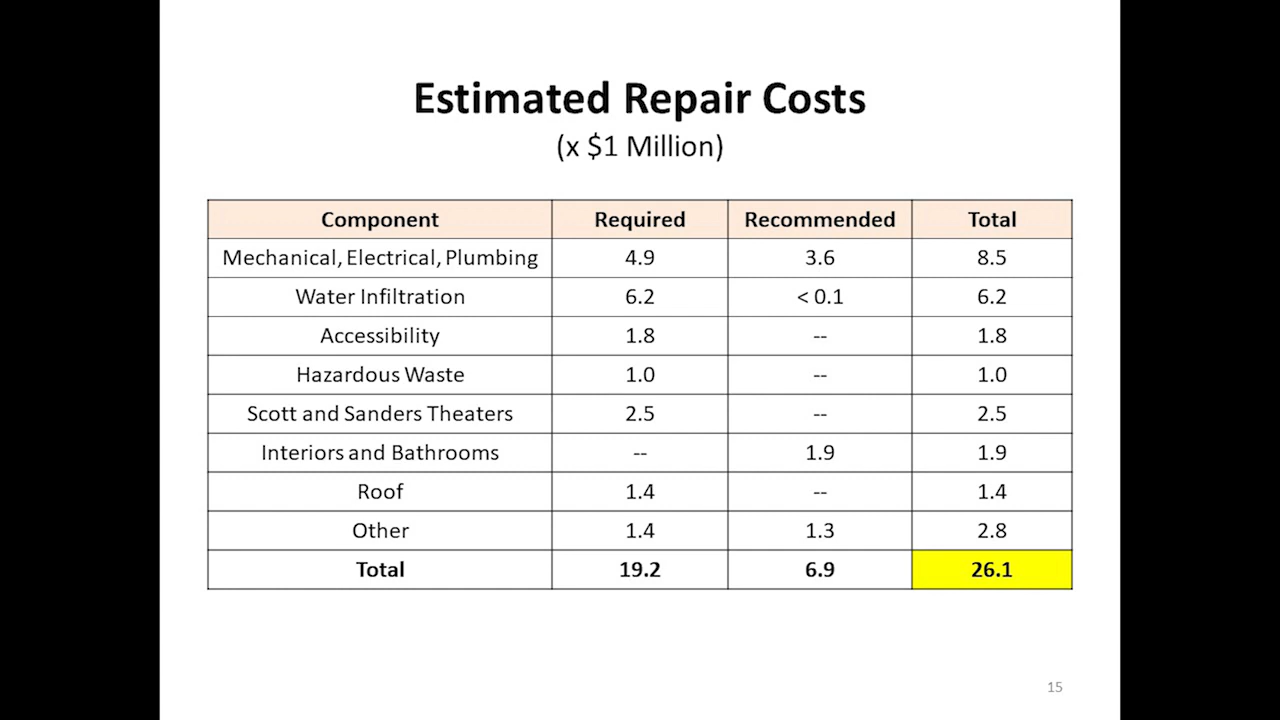 Estimated Repair Costs
(x $1 Million)
Component Required Recommended Total
Mechanical, Electrical, Plumbing 4.9 3.6 8.5
Water Infiltration 6.2 < 0.1 6.2
Accessibility 1.8 -- 1.8
Hazardous Waste 1.0 -- 1.0
Scott and Sanders Theaters 2.5 -- 2.5
Interiors and Bathrooms -- 1.9 1.9
Roof 1.4 -- 1.4
Other 1.4 1.3 2.8
Total 19.2 6.9 26.1
15